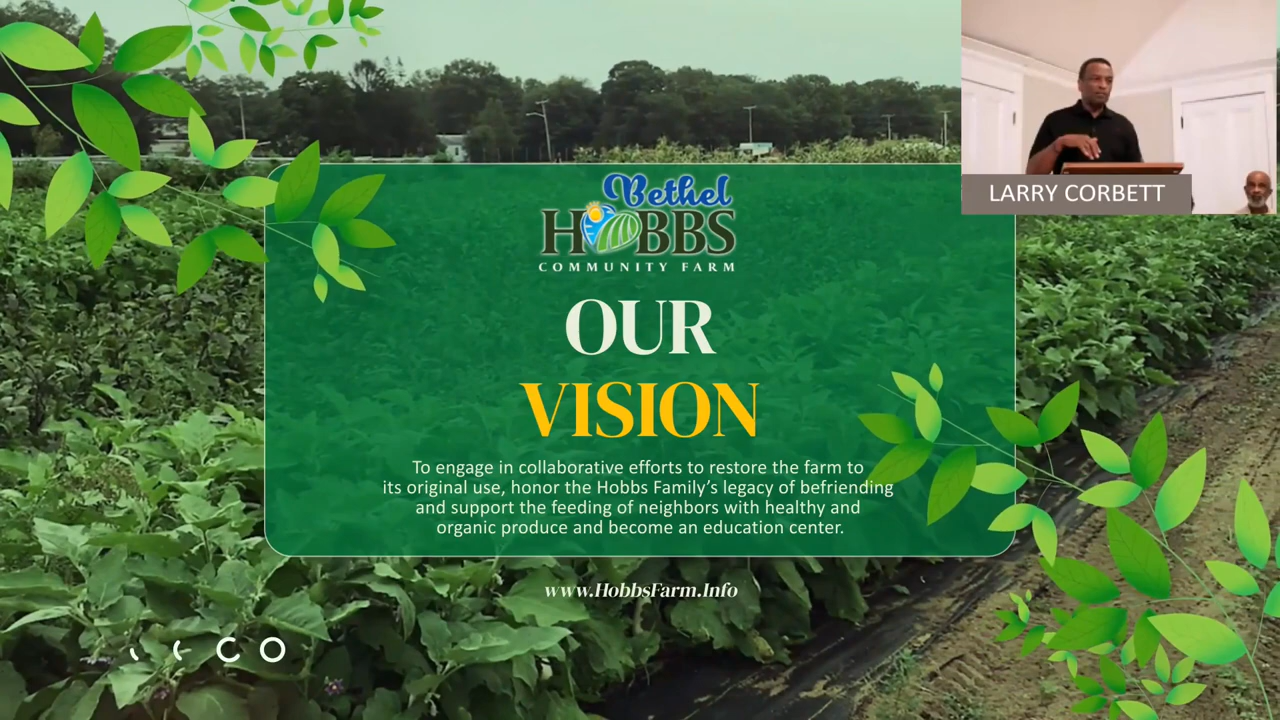 Bethel
HOBBS
COMMUNITY FARM
LARRY CORBETT
OUR
VISION
To engage in collaborative efforts to restore the farm to
its original use, honor the Hobbs Family’s legacy of befriending
and support the feeding of neighbors with healthy and
organic produce and become an education center.
www.HobbsFarm.Info
CO